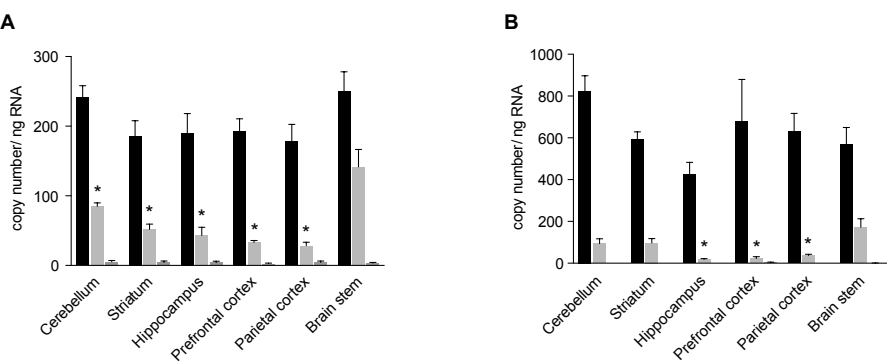 A
copy number/ ng RNA
300
200
100
0
*
*
*
*
*
Cerebellum
Striatum
Hippocampus
Prefrontal cortex
Parietal cortex
Brain stem
B
copy number/ ng RNA
1000
800
600
400
200
0
*
*
*
Cerebellum
Striatum
Hippocampus
Prefrontal cortex
Parietal cortex
Brain stem